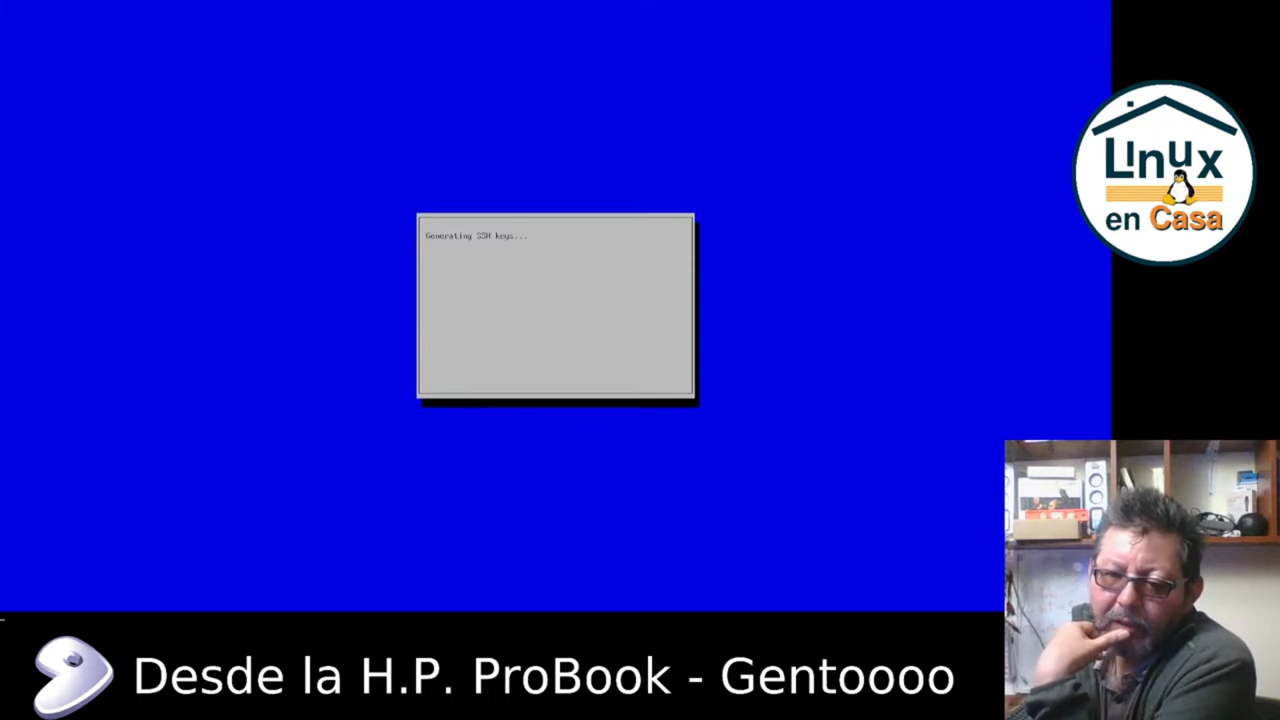 Generating SSH keys...
Linux
en Casa
Desde la H.P. ProBook - Gentoooo